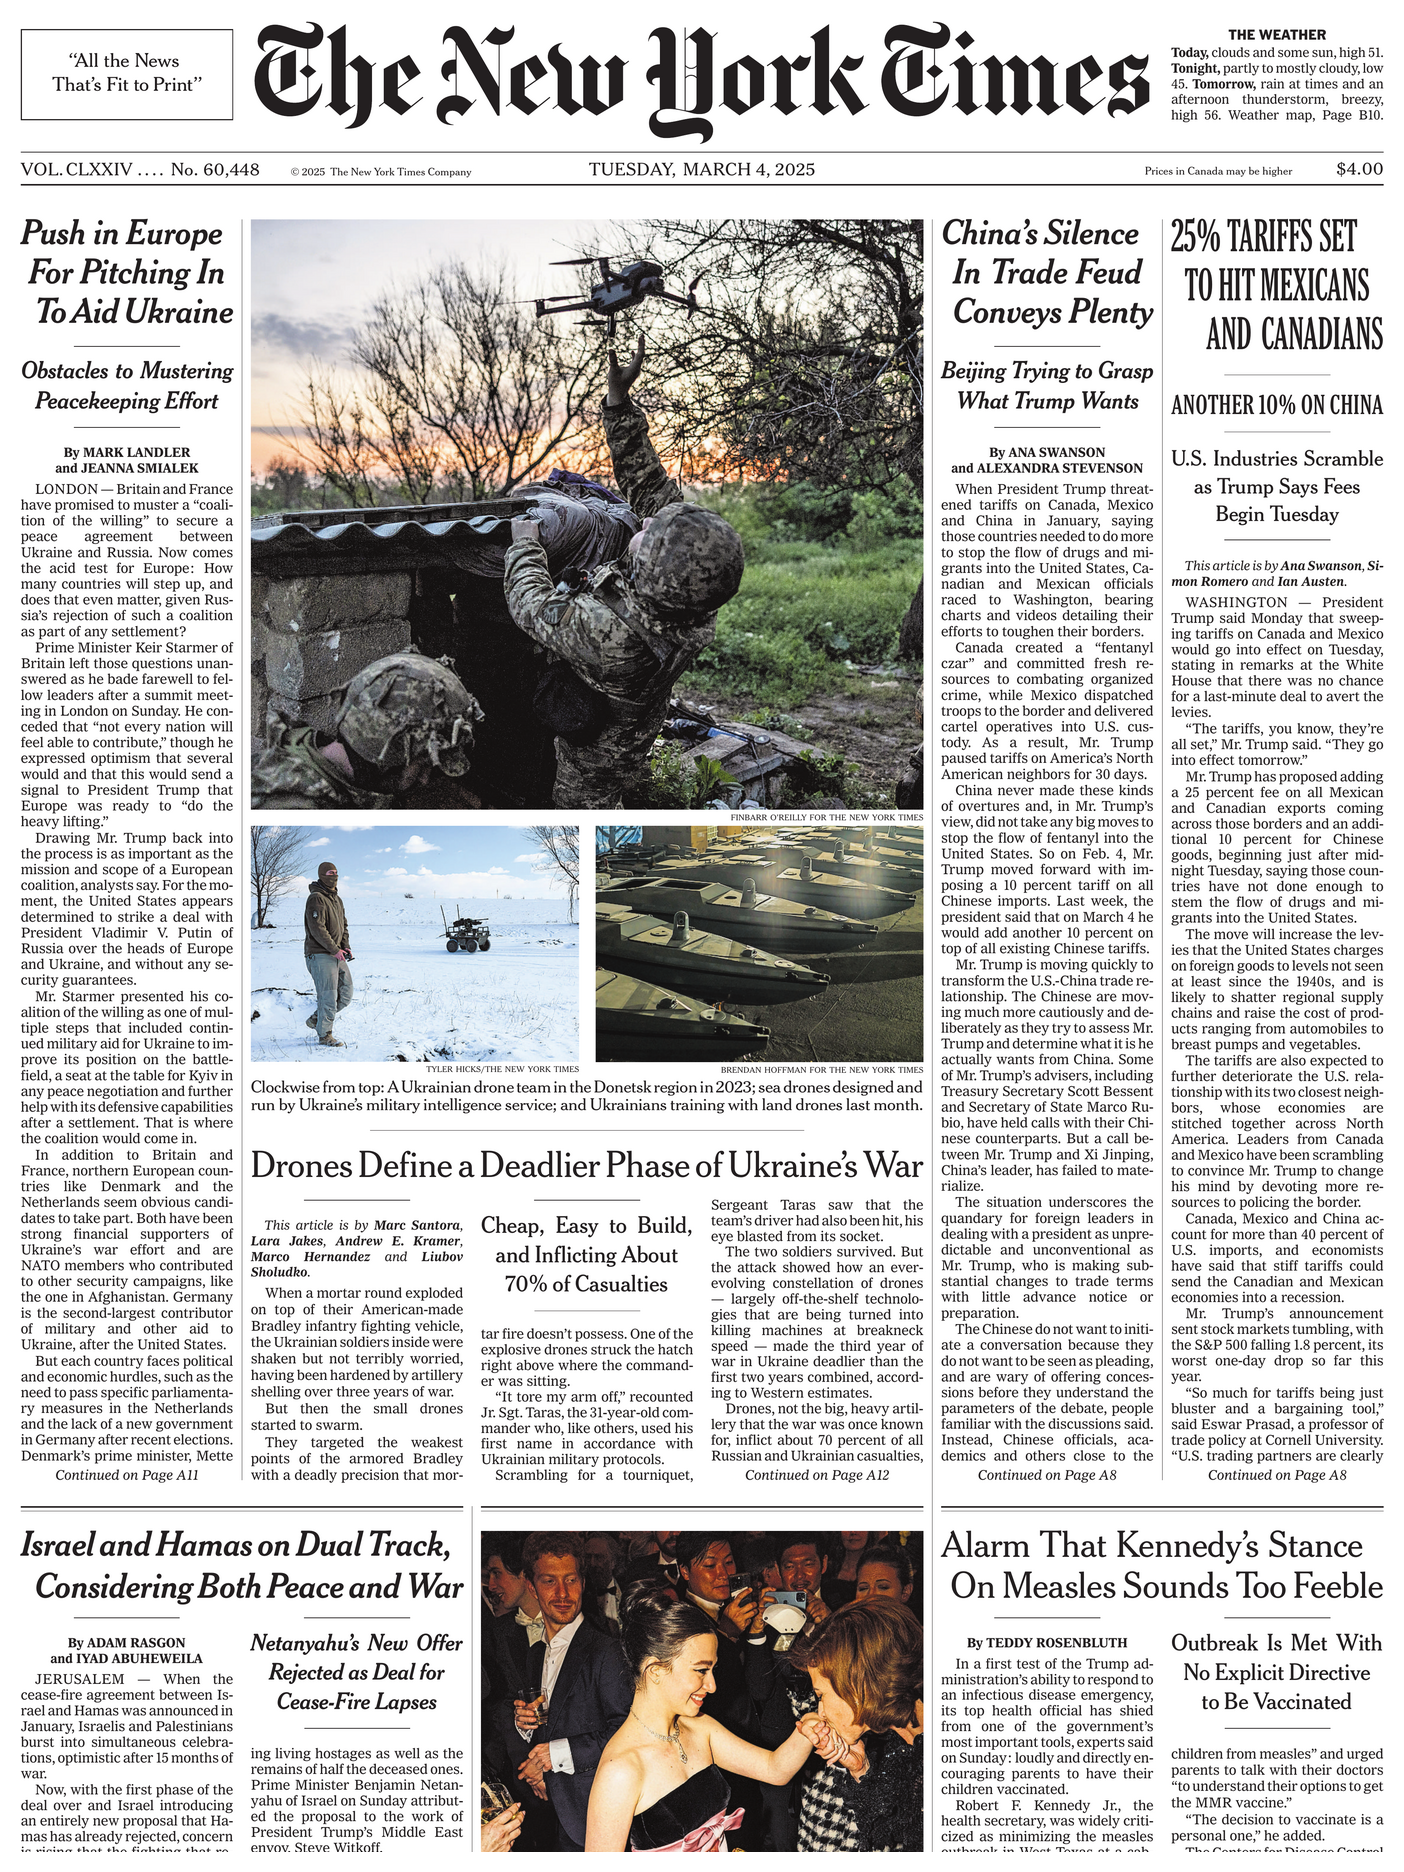 “All the News
That’s Fit to Print”
The New York Times
THE WEATHER
Today, clouds and some sun, high 51.
Tonight, partly to mostly cloudy, low
45. Tomorrow, rain at times and an
afternoon thunderstorm, breezy,
high 56. Weather map, Page B10.
VOL. CLXXIV .... No. 60,448
© 2025 The New York Times Company
TUESDAY, MARCH 4, 2025
Prices in Canada may be higher
$4.00
Push in Europe
For Pitching In
To Aid Ukraine
Obstacles to Mustering
Peacekeeping Effort
By MARK LANDLER
and JEANNA SMIALEK
LONDON — Britain and France
have promised to muster a “coali-
tion of the willing” to secure a
peace agreement between
Ukraine and Russia. Now comes
the acid test for Europe: How
many countries will step up, and
does that even matter, given Rus-
sia’s rejection of such a coalition
as part of any settlement?
Prime Minister Keir Starmer of
Britain left those questions unan-
swered as he bade farewell to fel-
low leaders after a summit meet-
ing in London on Sunday. He con-
ceded that “not every nation will
feel able to contribute,” though he
expressed optimism that several
would and that this would send a
signal to President Trump that
Europe was ready to “do the
heavy lifting.”
Drawing Mr. Trump back into
the process is as important as the
mission and scope of a European
coalition, analysts say. For the mo-
ment, the United States appears
determined to strike a deal with
President Vladimir V. Putin of
Russia over the heads of Europe
and Ukraine, and without any se-
curity guarantees.
Mr. Starmer presented his co-
alition of the willing as one of mul-
tiple steps that included contin-
ued military aid for Ukraine to im-
prove its position on the battle-
field, a seat at the table for Kyiv in
any peace negotiation and further
help with its defensive capabilities
after a settlement. That is where
the coalition would come in.
In addition to Britain and
France, northern European coun-
tries like Denmark and the
Netherlands seem obvious candi-
dates to take part. Both have been
strong financial supporters of
Ukraine’s war effort and are
NATO members who contributed
to other security campaigns, like
the one in Afghanistan. Germany
is the second-largest contributor
of military and other aid to
Ukraine, after the United States.
But each country faces political
and economic hurdles, such as the
need to pass specific parliamenta-
ry measures in the Netherlands
and the lack of a new government
in Germany after recent elections.
Denmark’s prime minister, Mette
Continued on Page A11
FINBARR O’REILLY FOR THE NEW YORK TIMES
TYLER HICKS/THE NEW YORK TIMES
BRENDAN HOFFMAN FOR THE NEW YORK TIMES
Clockwise from top: A Ukrainian drone team in the Donetsk region in 2023; sea drones designed and
run by Ukraine’s military intelligence service; and Ukrainians training with land drones last month.
Drones Define a Deadlier Phase of Ukraine’s War
This article is by Marc Santora,
Lara Jakes, Andrew E. Kramer,
Marco Hernandez and Liubov
Sholudko.
When a mortar round exploded
on top of their American-made
Bradley infantry fighting vehicle,
the Ukrainian soldiers inside were
shaken but not terribly worried,
having been hardened by artillery
shelling over three years of war.
But then the small drones
started to swarm.
They targeted the weakest
points of the armored Bradley
with a deadly precision that mor-
Cheap, Easy to Build,
and Inflicting About
70% of Casualties
tar fire doesn’t possess. One of the
explosive drones struck the hatch
right above where the command-
er was sitting.
“It tore my arm off,” recounted
Jr. Sgt. Taras, the 31-year-old com-
mander who, like others, used his
first name in accordance with
Ukrainian military protocols.
Scrambling for a tourniquet,
Sergeant Taras saw that the
team’s driver had also been hit, his
eye blasted from its socket.
The two soldiers survived. But
the attack showed how an ever-
evolving constellation of drones
— largely off-the-shelf technolo-
gies that are being turned into
killing machines at breakneck
speed — made the third year of
war in Ukraine deadlier than the
first two years combined, accord-
ing to Western estimates.
Drones, not the big, heavy artil-
lery that the war was once known
for, inflict about 70 percent of all
Russian and Ukrainian casualties,
Continued on Page A12
China’s Silence
In Trade Feud
Conveys Plenty
Beijing Trying to Grasp
What Trump Wants
By ANA SWANSON
and ALEXANDRA STEVENSON
When President Trump threat-
ened tariffs on Canada, Mexico
and China in January, saying
those countries needed to do more
to stop the flow of drugs and mi-
grants into the United States, Ca-
nadian and Mexican officials
raced to Washington, bearing
charts and videos detailing their
efforts to toughen their borders.
Canada created a “fentanyl
czar” and committed fresh re-
sources to combating organized
crime, while Mexico dispatched
troops to the border and delivered
cartel operatives into U.S. cus-
tody. As a result, Mr. Trump
paused tariffs on America’s North
American neighbors for 30 days.
China never made these kinds
of overtures and, in Mr. Trump’s
view, did not take any big moves to
stop the flow of fentanyl into the
United States. So on Feb. 4, Mr.
Trump moved forward with im-
posing a 10 percent tariff on all
Chinese imports. Last week, the
president said that on March 4 he
would add another 10 percent on
top of all existing Chinese tariffs.
Mr. Trump is moving quickly to
transform the U.S.-China trade re-
lationship. The Chinese are mov-
ing much more cautiously and de-
liberately as they try to assess Mr.
Trump and determine what it is he
actually wants from China. Some
of Mr. Trump’s advisers, including
Treasury Secretary Scott Bessent
and Secretary of State Marco Ru-
bio, have held calls with their Chi-
nese counterparts. But a call be-
tween Mr. Trump and Xi Jinping,
China’s leader, has failed to mate-
rialize.
The situation underscores the
quandary for foreign leaders in
dealing with a president as unpre-
dictable and unconventional as
Mr. Trump, who is making sub-
stantial changes to trade terms
with little advance notice or
preparation.
The Chinese do not want to initi-
ate a conversation because they
do not want to be seen as pleading,
and are wary of offering conces-
sions before they understand the
parameters of the debate, people
familiar with the discussions said.
Instead, Chinese officials, aca-
demics and others close to the
Continued on Page A8
25% TARIFFS SET
TO HIT MEXICANS
AND CANADIANS
ANOTHER 10% ON CHINA
U.S. Industries Scramble
as Trump Says Fees
Begin Tuesday
This article is by Ana Swanson, Si-
mon Romero and Ian Austen.
WASHINGTON — President
Trump said Monday that sweep-
ing tariffs on Canada and Mexico
would go into effect on Tuesday,
stating in remarks at the White
House that there was no chance
for a last-minute deal to avert the
levies.
“The tariffs, you know, they’re
all set,” Mr. Trump said. “They go
into effect tomorrow.”
Mr. Trump has proposed adding
a 25 percent fee on all Mexican
and Canadian exports coming
across those borders and an addi-
tional 10 percent for Chinese
goods, beginning just after mid-
night Tuesday, saying those coun-
tries have not done enough to
stem the flow of drugs and mi-
grants into the United States.
The move will increase the lev-
ies that the United States charges
on foreign goods to levels not seen
at least since the 1940s, and is
likely to shatter regional supply
chains and raise the cost of prod-
ucts ranging from automobiles to
breast pumps and vegetables.
The tariffs are also expected to
further deteriorate the U.S. rela-
tionship with its two closest neigh-
bors, whose economies are
stitched together across North
America. Leaders from Canada
and Mexico have been scrambling
to convince Mr. Trump to change
his mind by devoting more re-
sources to policing the border.
Canada, Mexico and China ac-
count for more than 40 percent of
U.S. imports, and economists
have said that stiff tariffs could
send the Canadian and Mexican
economies into a recession.
Mr. Trump’s announcement
sent stock markets tumbling, with
the S&P 500 falling 1.8 percent, its
worst one-day drop so far this
year.
“So much for tariffs being just
bluster and a bargaining tool,”
said Eswar Prasad, a professor of
trade policy at Cornell University.
“U.S. trading partners are clearly
Continued on Page A8
Israel and Hamas on Dual Track,
Considering Both Peace and War
By ADAM RASGON
and IYAD ABUHEWEILA
JERUSALEM — When the
cease-fire agreement between Is-
rael and Hamas was announced in
January, Israelis and Palestinians
burst into simultaneous celebra-
tions, optimistic after 15 months of
war.
Now, with the first phase of the
deal over and Israel introducing
an entirely new proposal that Ha-
mas has already rejected, concern
is rising that the fighting that re-
Netanyahu’s New Offer
Rejected as Deal for
Cease-Fire Lapses
ing living hostages as well as the
remains of half the deceased ones.
Prime Minister Benjamin Netan-
yahu of Israel on Sunday attribut-
ed the proposal to the work of
President Trump’s Middle East
envoy, Steve Witkoff.
Alarm That Kennedy’s Stance
On Measles Sounds Too Feeble
By TEDDY ROSENBLUTH
In a first test of the Trump ad-
ministration’s ability to respond to
an infectious disease emergency,
its top health official has shied
from one of the government’s
most important tools, experts said
on Sunday: loudly and directly en-
couraging parents to have their
children vaccinated.
Robert F. Kennedy Jr., the
health secretary, was widely criti-
cized as minimizing the measles
outbreak in West Texas at a cab-
Outbreak Is Met With
No Explicit Directive
to Be Vaccinated
children from measles” and urged
parents to talk with their doctors
“to understand their options to get
the MMR vaccine.”
“The decision to vaccinate is a
personal one,” he added.
The Centers for Disease Control